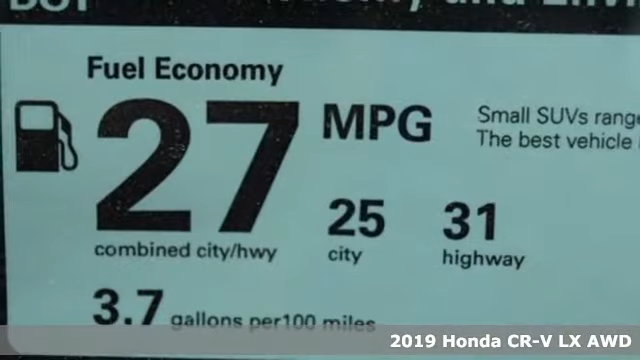 Fuel Economy
27 MPG
Small SUVs range
The best vehicle
combined city/hwy
25
city
31
highway
3.7 gallons per100 miles
2019 Honda CR-V LX AWD